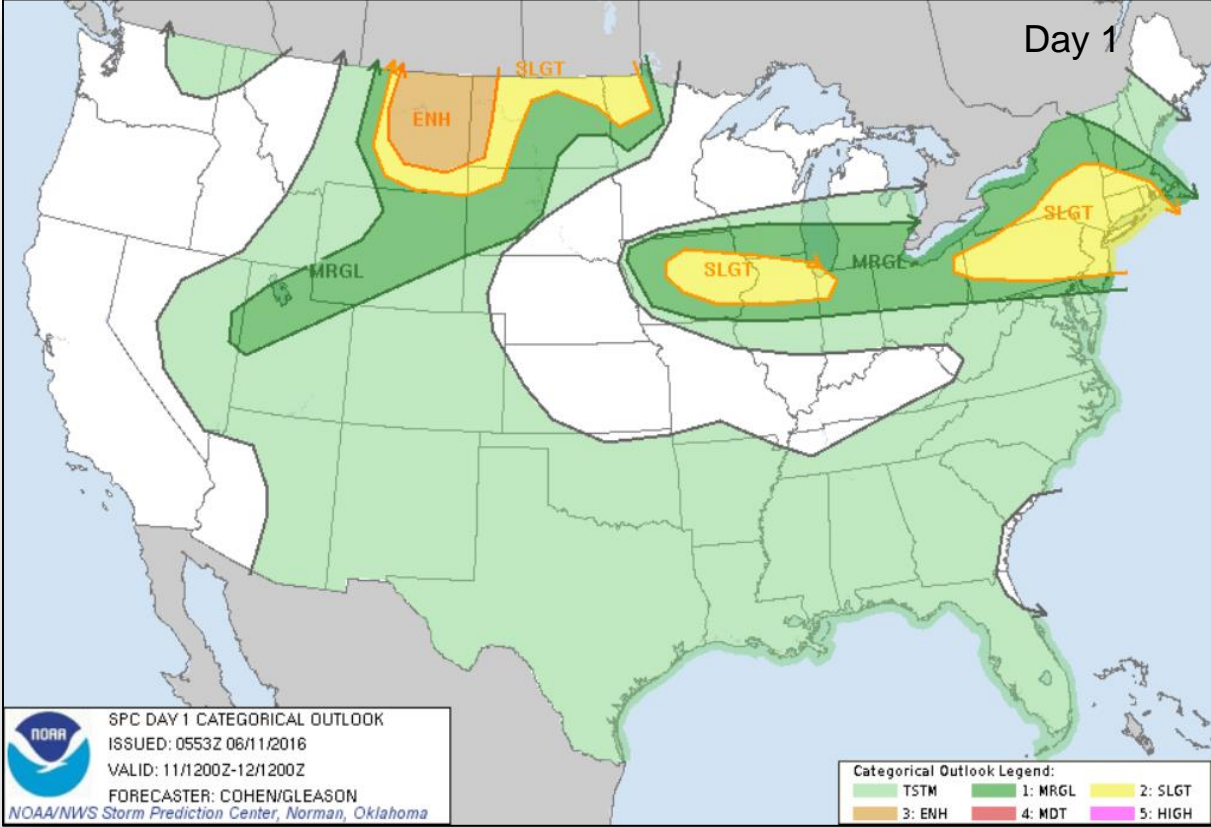 Day 1
SLGT
ENH
SLGT
MRGL
SLGT
MRGL
NOAA
SPC DAY 1 CATEGORICAL OUTLOOK
ISSUED: 0553Z 06/11/2016
VALID: 11/1200Z-12/1200Z
FORECASTER: COHEN/GLEASON
NOAA/NWS Storm Prediction Center, Norman, Oklahoma
Categorical Outlook Legend:
TSTM 1: MRGL 2: SLGT
3: ENH 4: MDT 5: HIGH